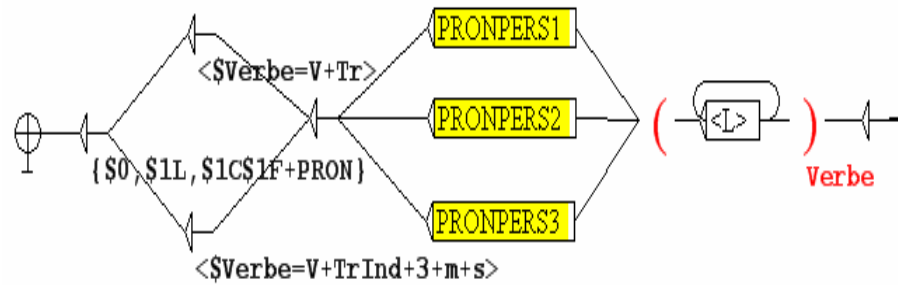 PRONPERS1
<$Verbe=V+Tr>
PRONPERS2
( <L> )
{$0,$1L,$1C$1F+PRON}
Verbe
PRONPERS3
<$Verbe=V+TrInd+3+m+s>